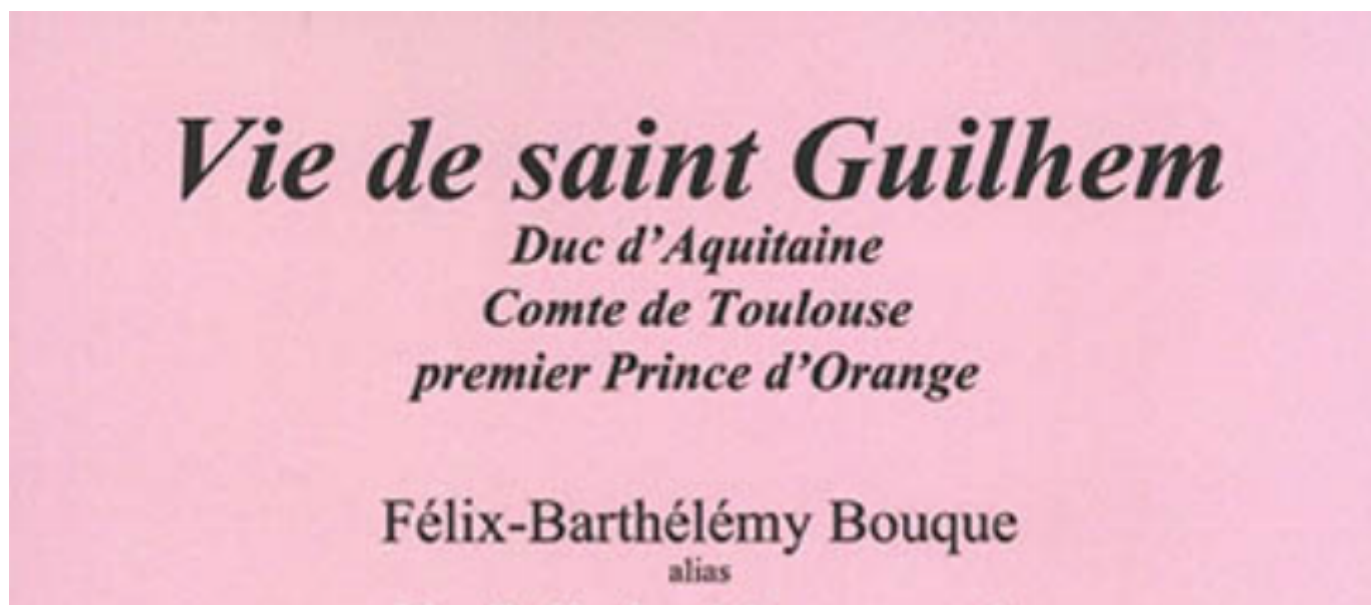 Vie de saint Guilhem
Duc d’Aquitaine
Comte de Toulouse
premier Prince d’Orange
Félix-Barthélémy Bouque
alias